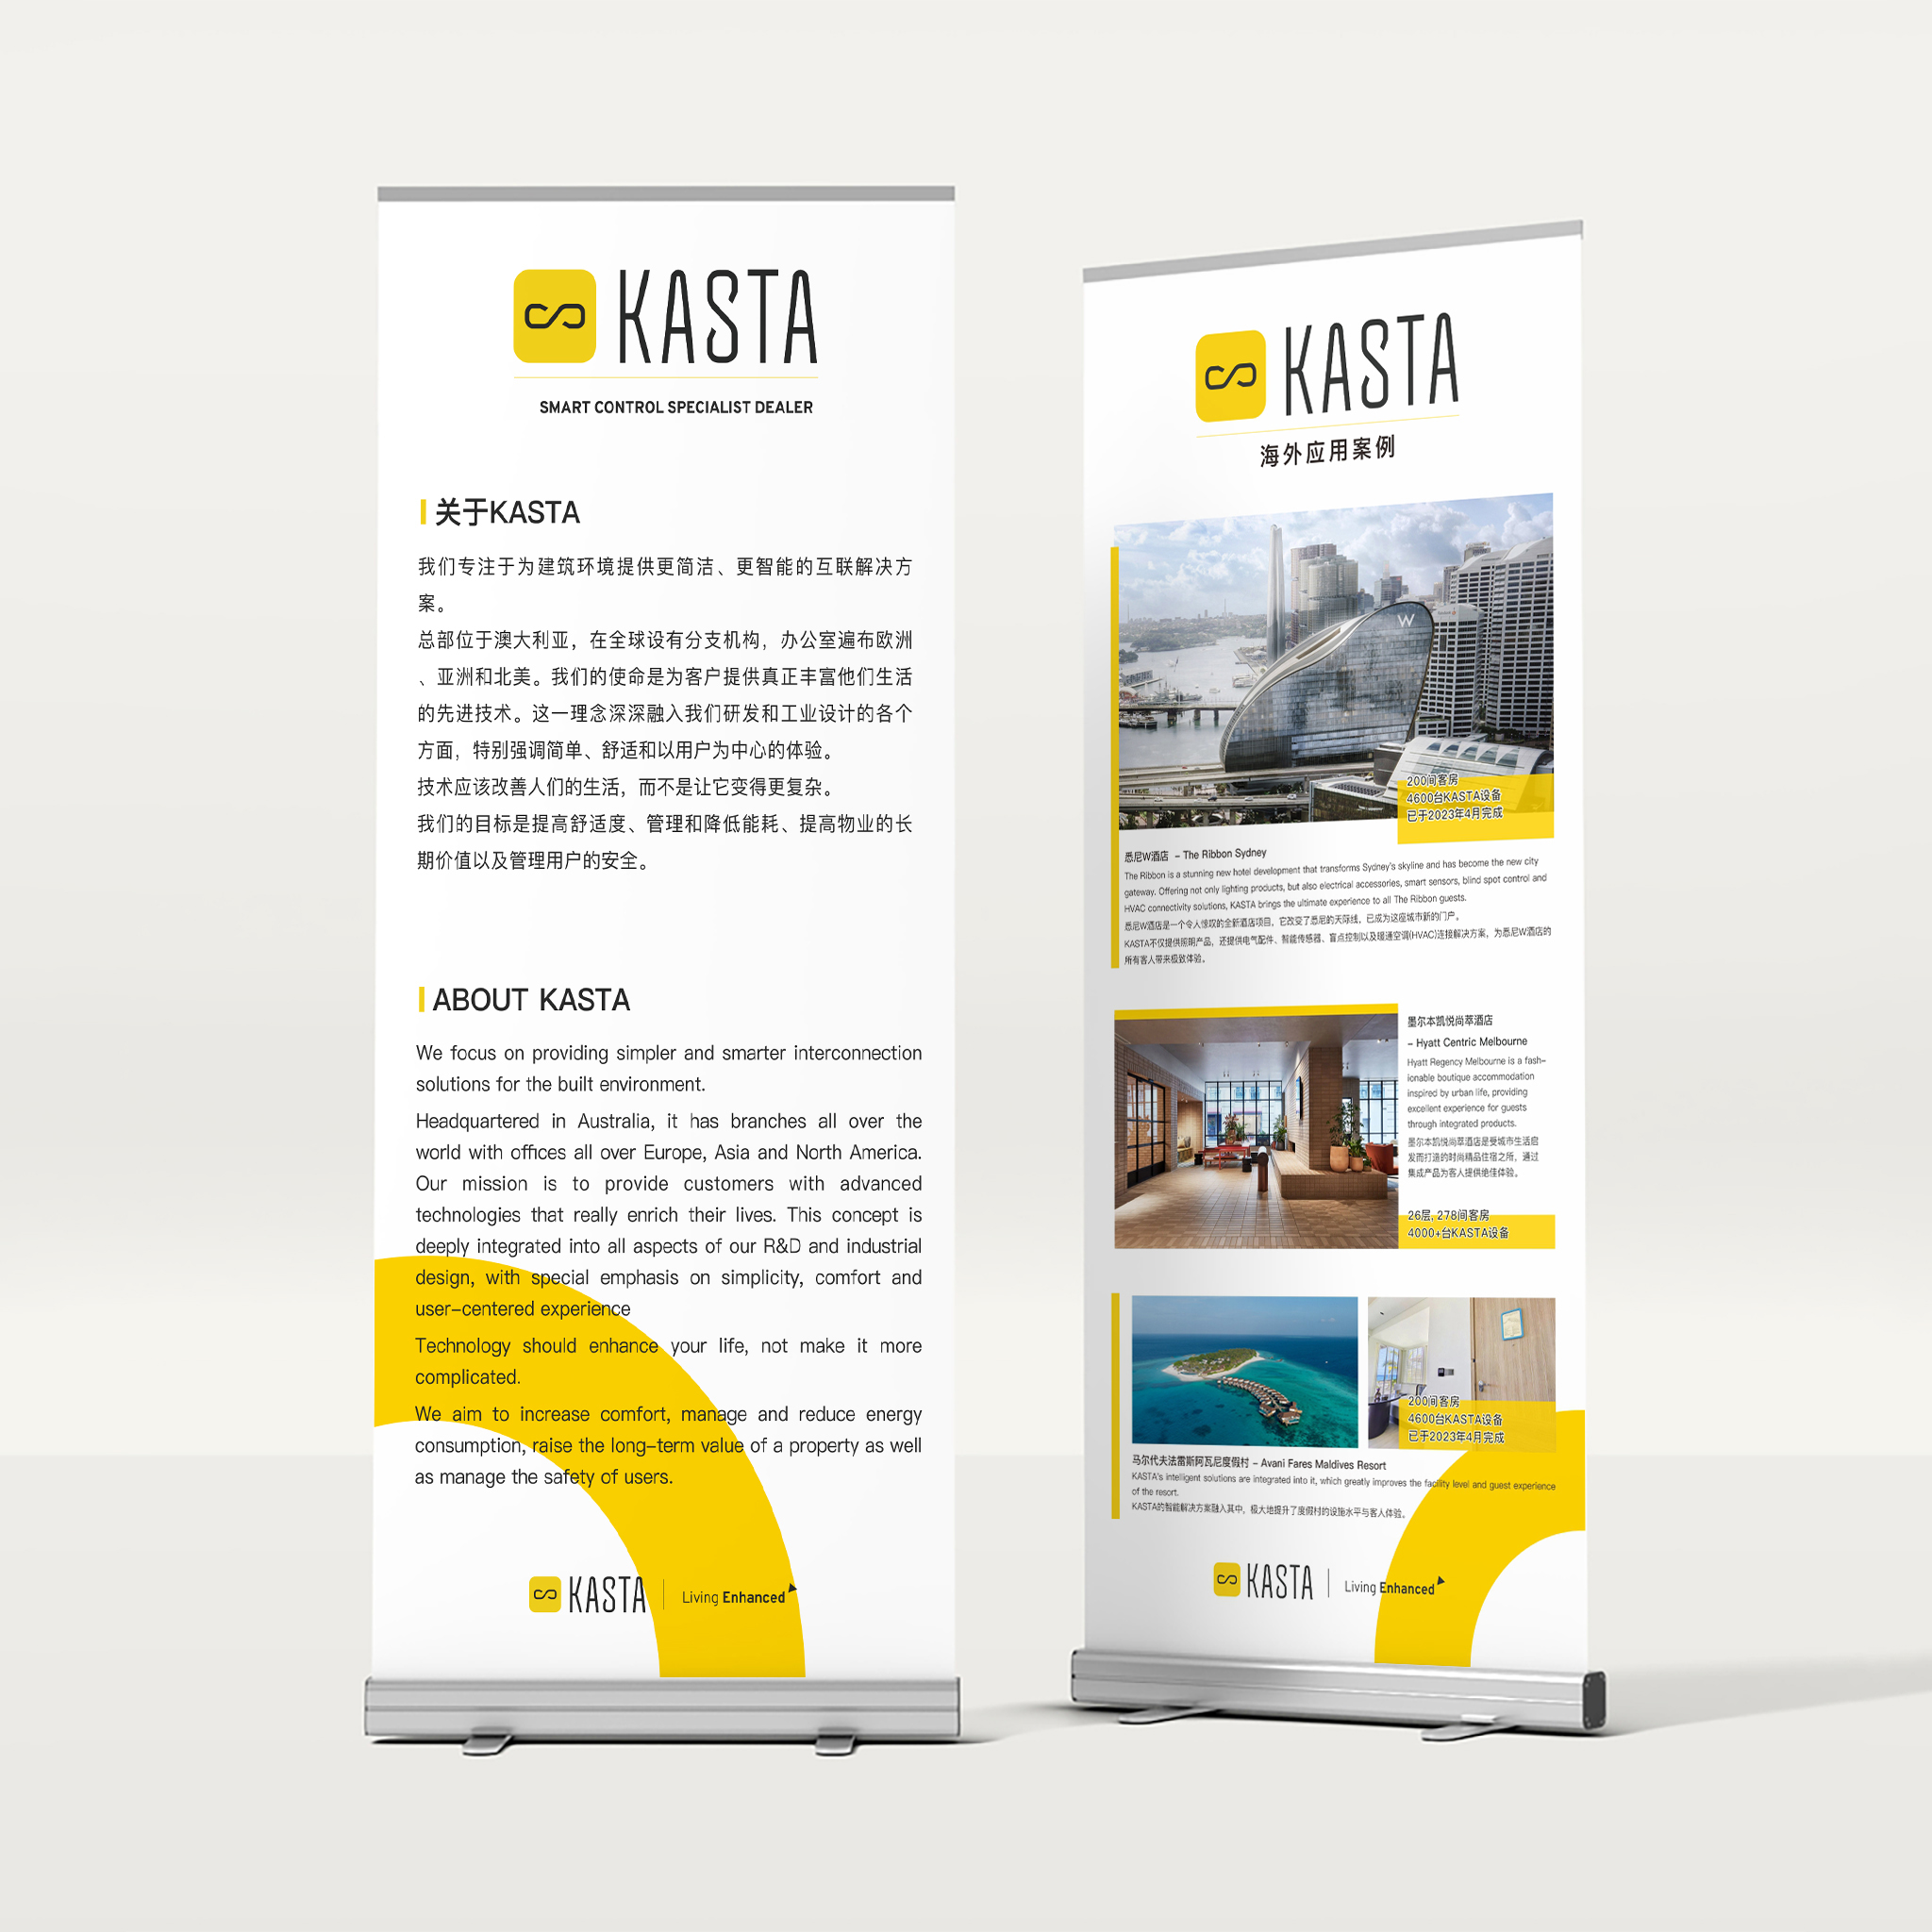 KASTA
SMART CONTROL SPECIALIST DEALER
关于KASTA
我们专注于为建筑环境提供更简洁、更智能的互联解决方
案。
总部位于澳大利亚，在全球设有分支机构，办公室遍布欧洲
、亚洲和北美。我们的使命是为客户提供真正丰富他们生活
的先进技术。这一理念深深融入我们研发和工业设计的各个
方面，特别强调简单、舒适和以用户为中心的体验。
技术应该改善人们的生活，而不是让它变得更复杂。
我们的目标是提高舒适度、管理和降低能耗、提高物业的长
期价值以及管理用户的安全。
ABOUT KASTA
We focus on providing simpler and smarter interconnection
solutions for the built environment.
Headquartered in Australia, it has branches all over the
world with offices all over Europe, Asia and North America.
Our mission is to provide customers with advanced
technologies that really enrich their lives. This concept is
deeply integrated into all aspects of our R&D and industrial
design, with special emphasis on simplicity, comfort and
user-centered experience
Technology should enhance your life, not make it more
complicated.
We aim to increase comfort, manage and reduce energy
consumption, raise the long-term value of a property as well
as manage the safety of users.
KASTA | Living Enhanced
KASTA
海外应用案例
W
200间客房
4600台KASTA设备
已于2023年4月完成
悉尼W酒店 - The Ribbon Sydney
The Ribbon is a stunning new hotel development that transforms Sydney's skyline and has become the new city
gateway. Offering not only lighting products, but also electrical accessories, smart sensors, blind spot control and
HVAC connectivity solutions, KASTA brings the ultimate experience to all The Ribbon guests.
悉尼W酒店是一个令人惊叹的全新酒店项目，它改变了悉尼的天际线，已成为这座城市新的门户。
KASTA不仅提供照明产品，还提供电气配件、智能传感器、盲点控制以及暖通空调(HVAC)连接解决方案，为悉尼W酒店的
所有客人带来极致体验。
墨尔本凯悦尚萃酒店
- Hyatt Centric Melbourne
Hyatt Regency Melbourne is a fash-
ionable boutique accommodation
inspired by urban life, providing
excellent experience for guests
through integrated products.
墨尔本凯悦尚萃酒店是受城市生活启
发而打造的时尚精品住宿之所，通过
集成产品为客人提供绝佳体验。
26层, 278间客房
4000+台KASTA设备
200间客房
4600台KASTA设备
已于2023年4月完成
马尔代夫法雷斯阿瓦尼度假村 - Avani Fares Maldives Resort
KASTA's intelligent solutions are integrated into it, which greatly improves the facility level and guest experience
of the resort.
KASTA的智能解决方案融入其中，极大地提升了度假村的设施水平与客人体验。
KASTA | Living Enhanced